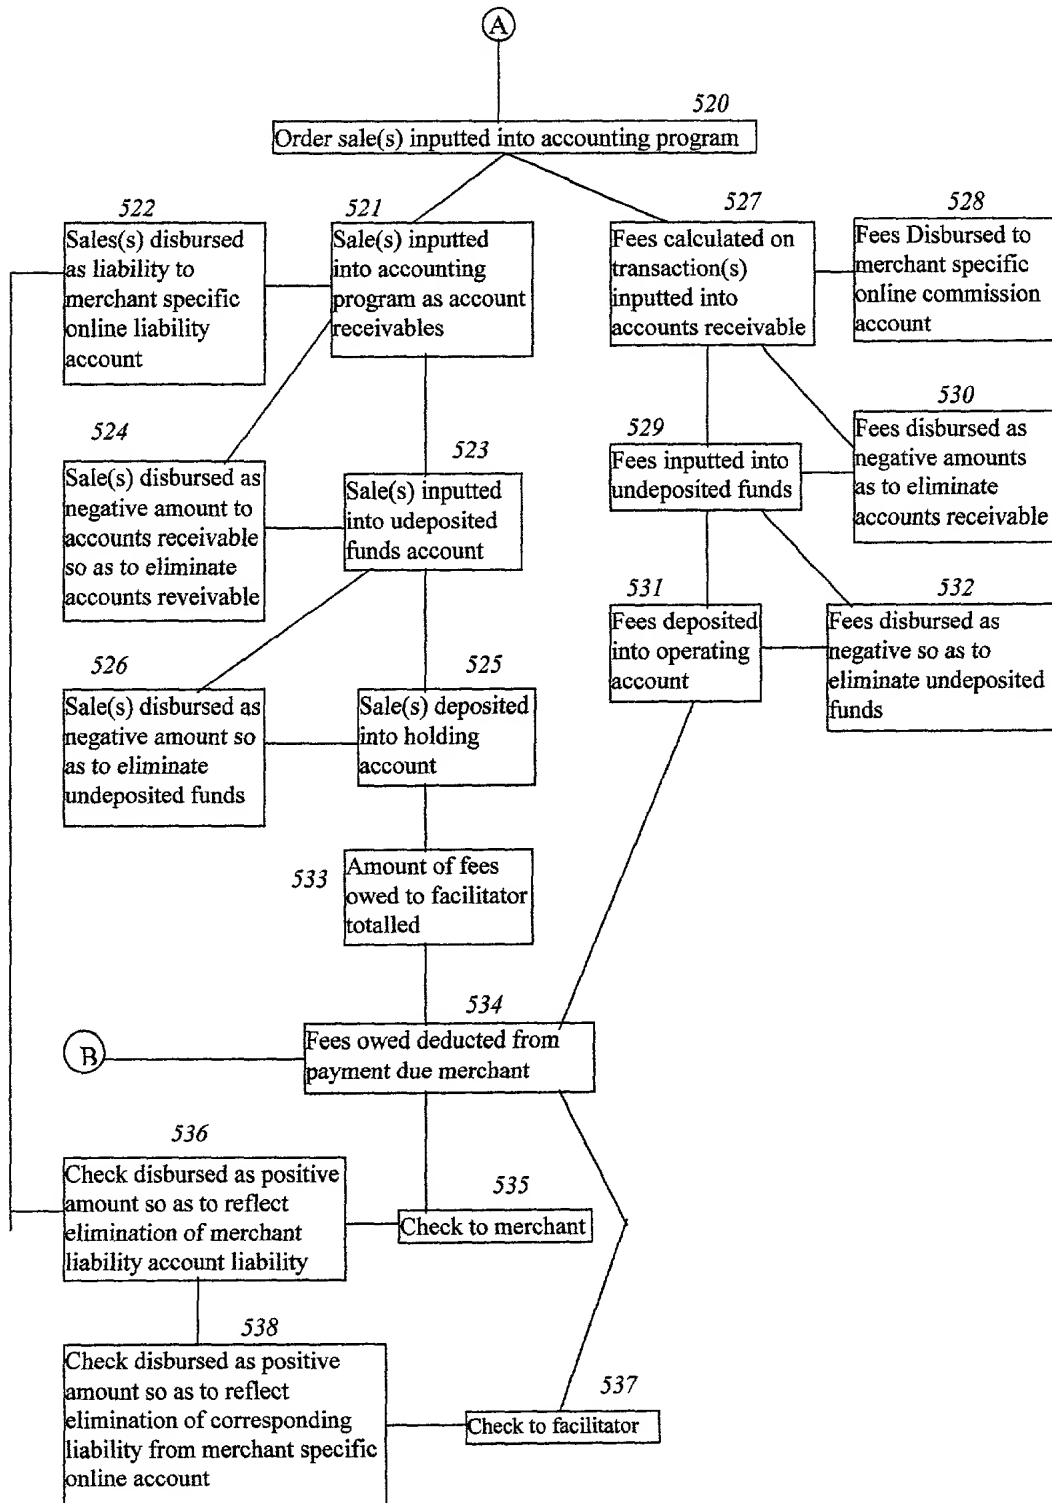 A
520
Order sale(s) inputted into accounting program
522
Sales(s) disbursed
as liability to
merchant specific
online liability
account
521
Sale(s) inputted
into accounting
program as account
receivables
527
Fees calculated on
transaction(s)
inputted into
accounts receivable
528
Fees Disbursed to
merchant specific
online commission
account
524
Sale(s) disbursed as
negative amount to
accounts receivable
so as to eliminate
accounts reveivable
523
Sale(s) inputted
into udeposited
funds account
529
Fees inputted into
undeposited funds
530
Fees disbursed as
negative amounts
as to eliminate
accounts receivable
526
Sale(s) disbursed as
negative amount so
as to eliminate
undeposited funds
525
Sale(s) deposited
into holding
account
531
Fees deposited
into operating
account
532
Fees disbursed as
negative so as to
eliminate undeposited
funds
533
Amount of fees
owed to facilitator
totalled
534
Fees owed deducted from
payment due merchant
B
536
Check disbursed as positive
amount so as to reflect
elimination of merchant
liability account liability
535
Check to merchant
538
Check disbursed as positive
amount so as to reflect
elimination of corresponding
liability from merchant specific
online account
537
Check to facilitator